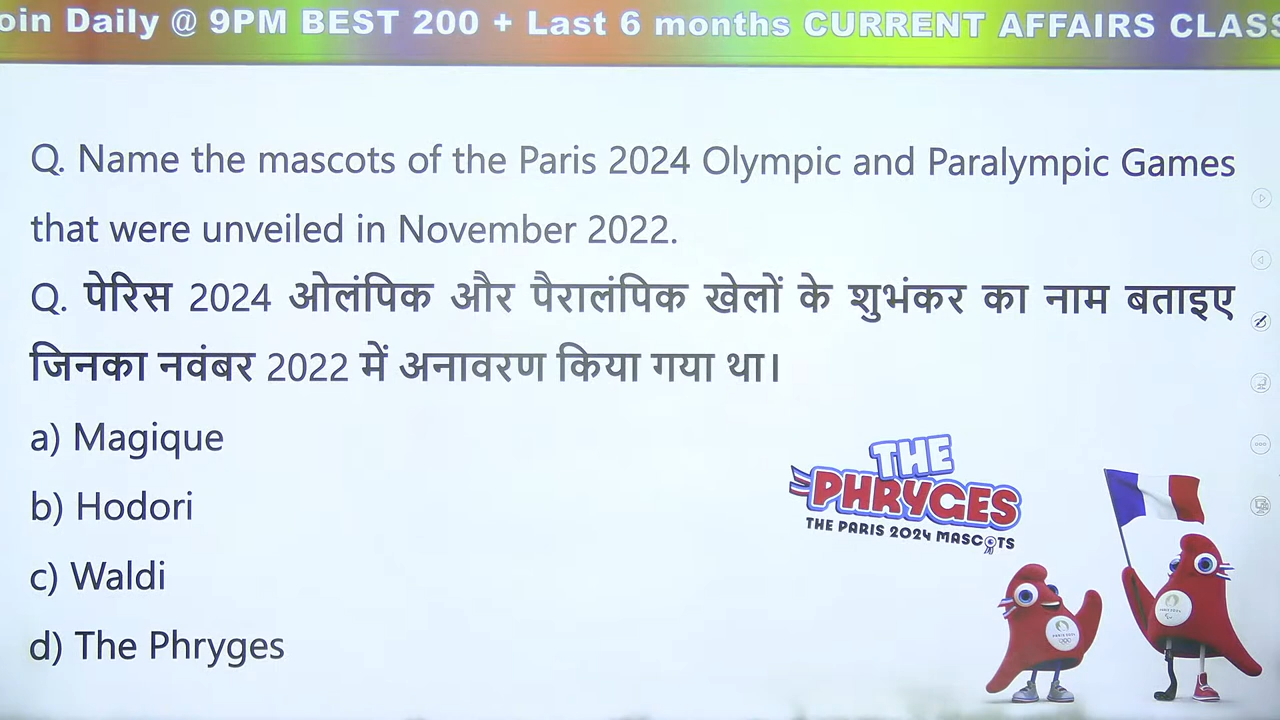 oin Daily @ 9PM BEST 200 + Last 6 months CURRENT AFFAIRS CLASS
Q. Name the mascots of the Paris 2024 Olympic and Paralympic Games
that were unveiled in November 2022.
Q. पेरिस 2024 ओलंपिक और पैरालंपिक खेलों के शुभंकर का नाम बताइए
जिनका नवंबर 2022 में अनावरण किया गया था।
a) Magique
b) Hodori
c) Waldi
d) The Phryges
THE
PHRYGES
THE PARIS 2024 MASCOTS